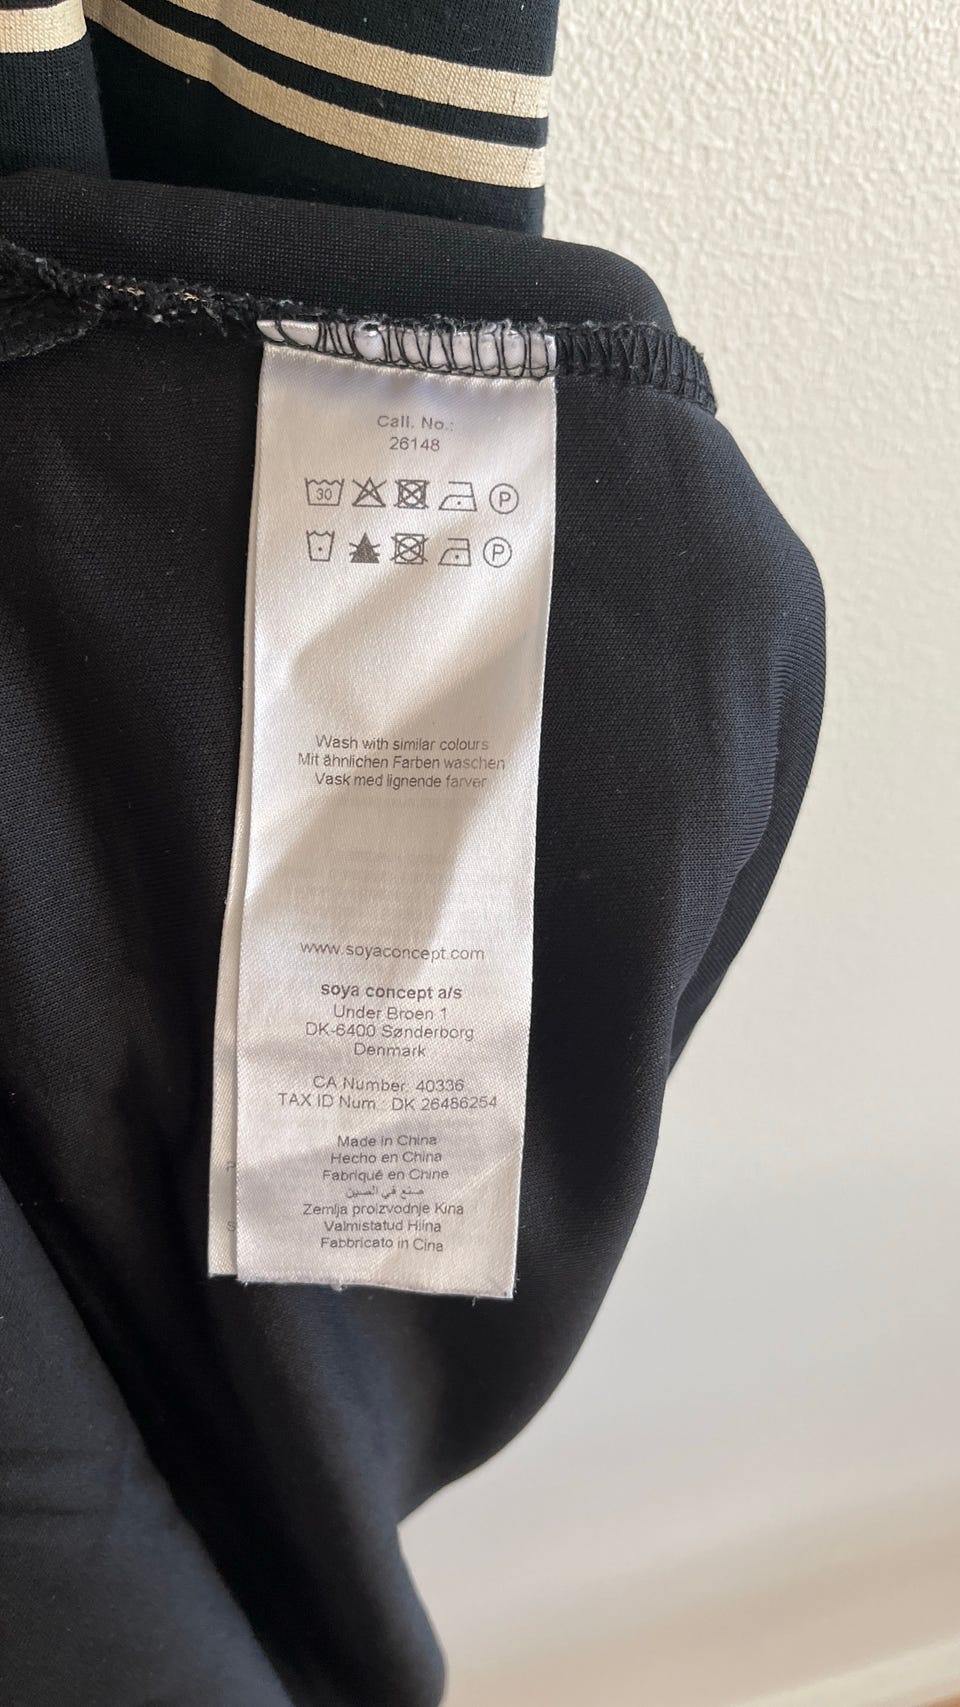 Call. No.:
26148
30 P
P
Wash with similar colours
Mit ähnlichen Farben waschen
Vask med lignende farver
www.soyaconcept.com
soya concept a/s
Under Broen 1
DK-6400 Sønderborg
Denmark
CA Number: 40336
TAX ID Num.: DK 26486254
Made in China
Hecho en China
Fabriqué en Chine
صنع في الصين
Zemlja proizvodnje Kina
Valmistatud Hiina
Fabbricato in Cina